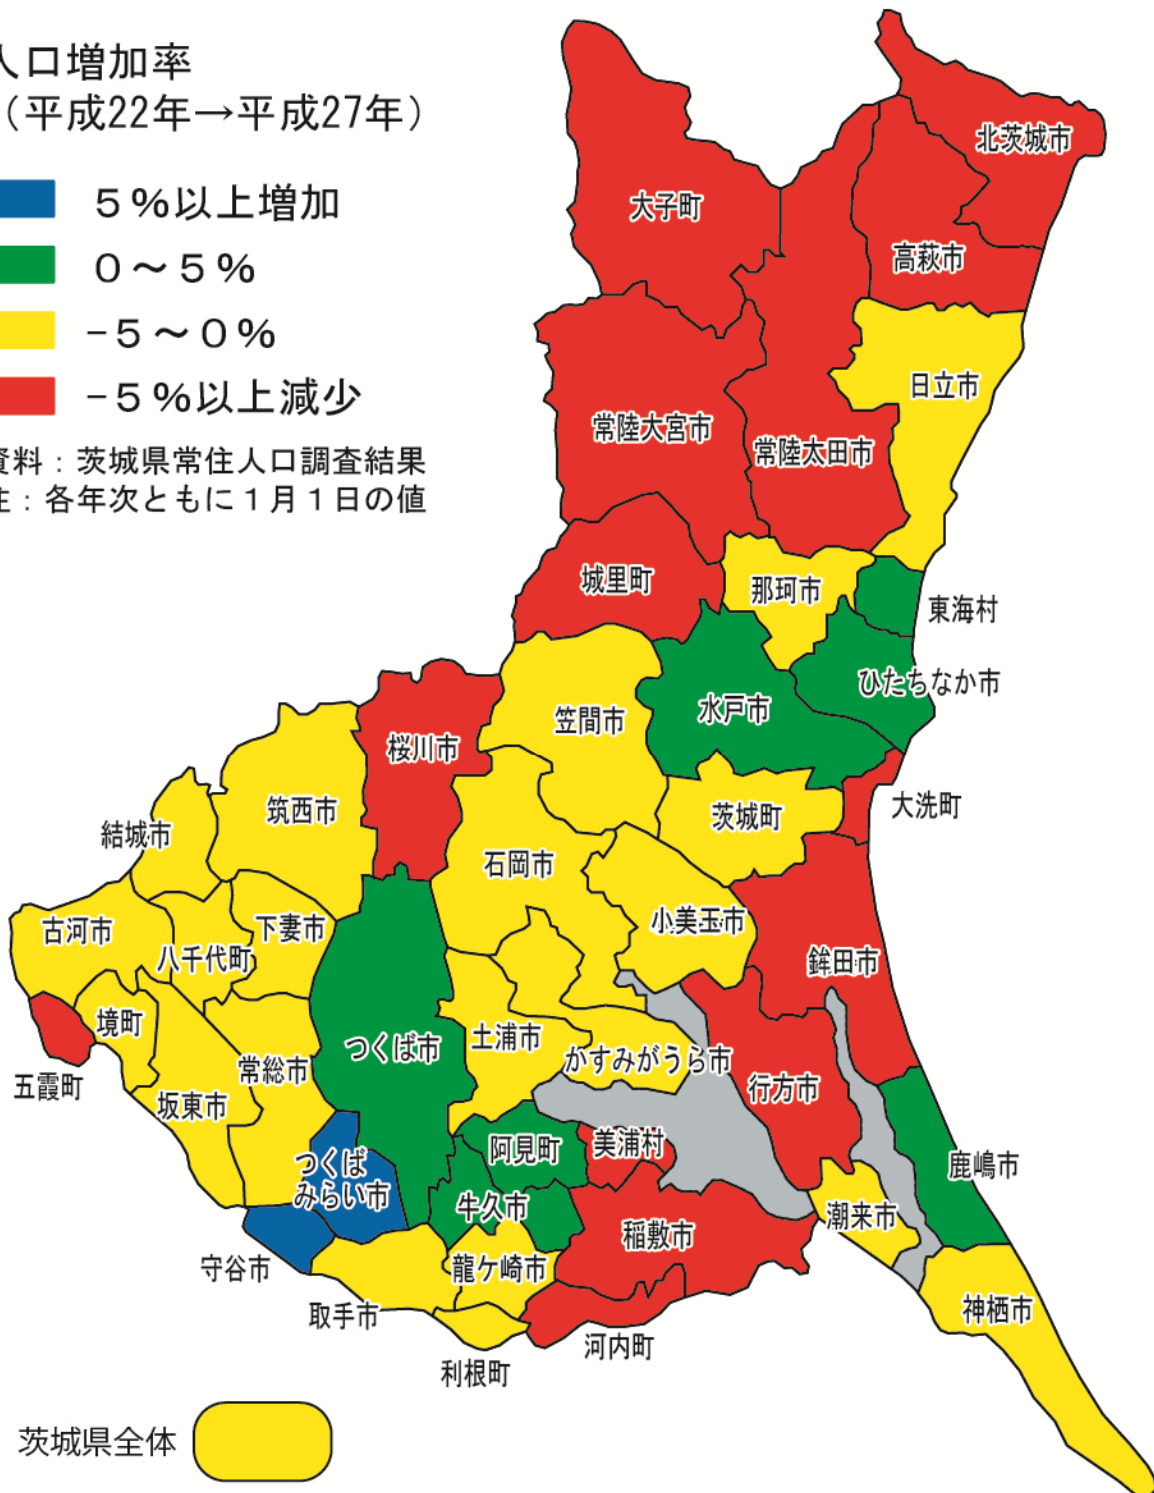 人口増加率
（平成22年→平成27年）
５%以上増加
０～５%
－５～０%
－５%以上減少
資料：茨城県常住人口調査結果
注：各年次ともに１月１日の値
北茨城市
大子町
高萩市
日立市
常陸大宮市
常陸太田市
城里町
那珂市
東海村
ひたちなか市
水戸市
笠間市
桜川市
筑西市
大洗町
茨城町
結城市
石岡市
小美玉市
古河市
下妻市
八千代町
鉾田市
境町
土浦市
つくば市
かすみがうら市
常総市
五霞町
行方市
坂東市
阿見町
美浦村
鹿嶋市
つくば
みらい市
牛久市
潮来市
稲敷市
守谷市
龍ケ崎市
取手市
神栖市
河内町
利根町
茨城県全体